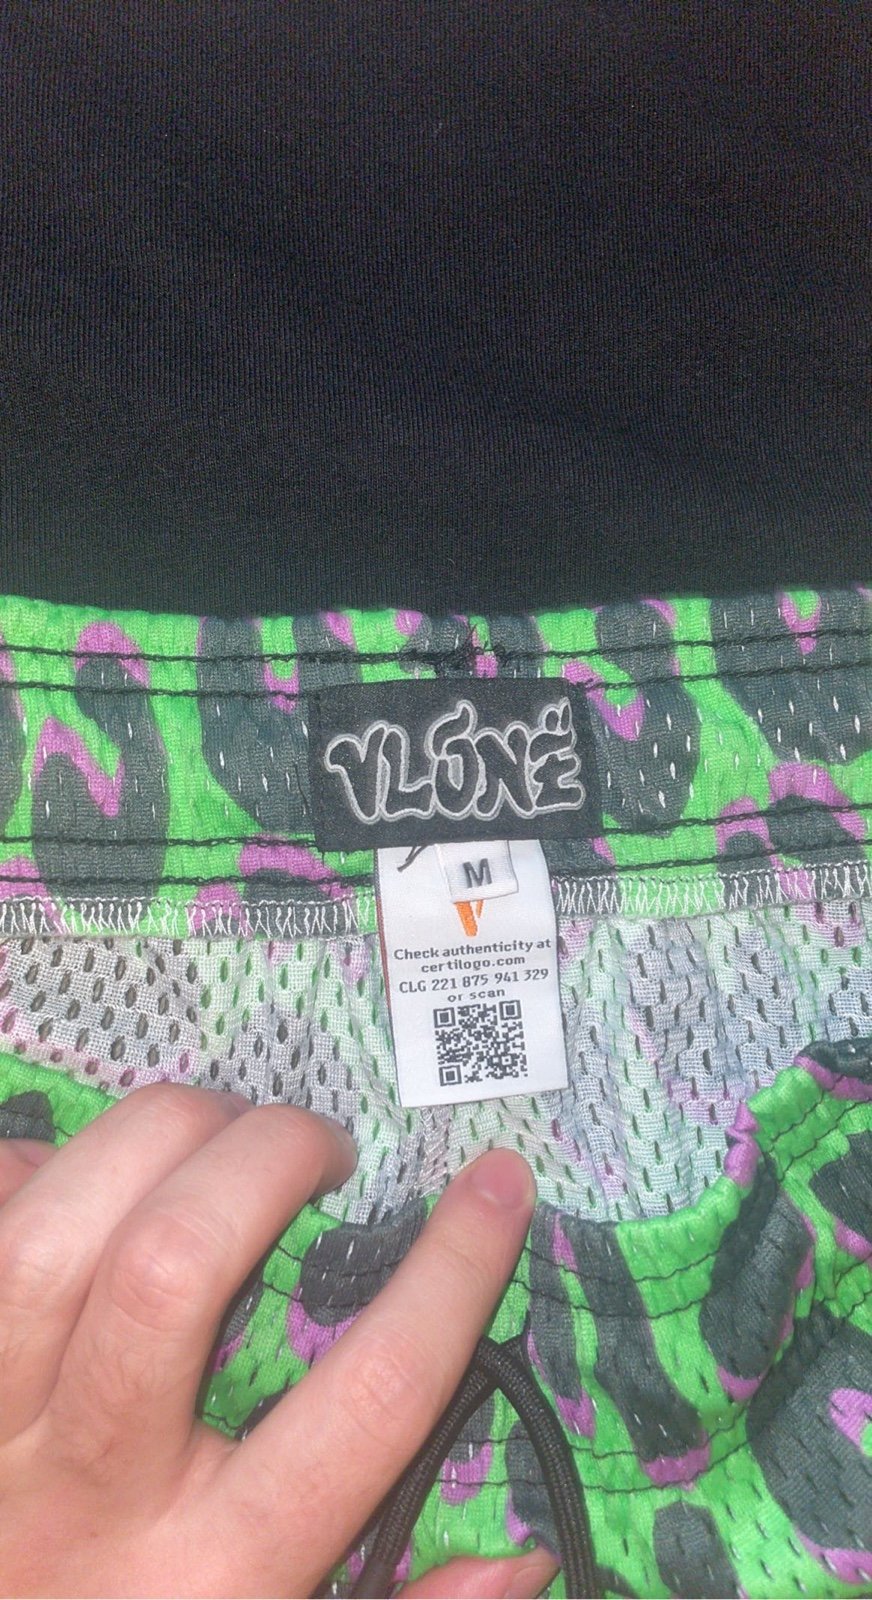 VLONE
M
V
Check authenticity at
certilogo.com
CLG 221 875 941 329
or scan